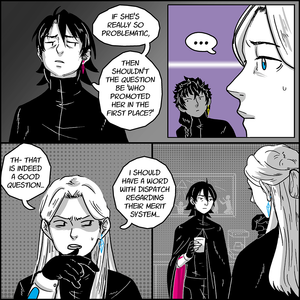 IF SHE'S
REALLY SO
PROBLEMATIC,
THEN
SHOULDN'T
THE QUESTION
BE 'WHO
PROMOTED
HER IN THE
FIRST PLACE?'
...
TH- THAT
IS INDEED
A GOOD
QUESTION..
I SHOULD
HAVE A WORD
WITH DISPATCH
REGARDING
THEIR MERIT
SYSTEM..